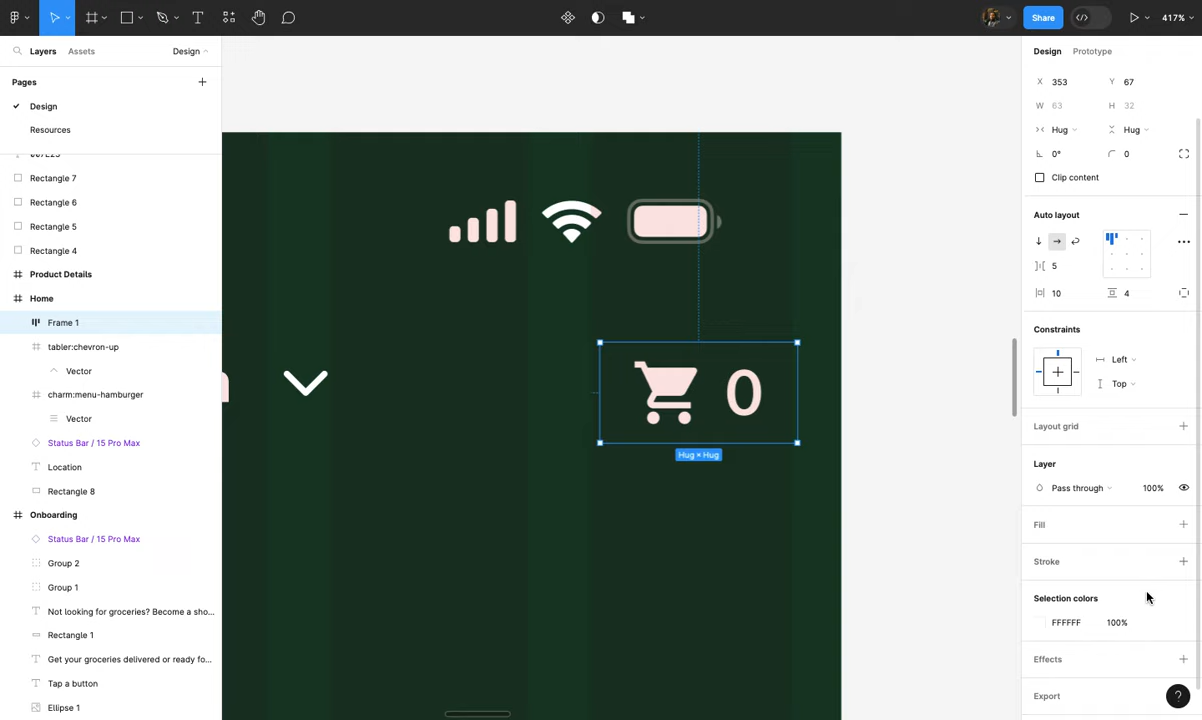 Share
417%
Layers
Assets
Design
Design
Prototype
Pages
X 353
Y 67
Design
W 63
H 32
Resources
Hug
Hug
0°
0
Rectangle 7
Clip content
Rectangle 6
Auto layout
Rectangle 5
Rectangle 4
5
Product Details
Home
10
4
Frame 1
Constraints
tabler:chevron-up
Left
Vector
0
Top
charm:menu-hamburger
Vector
Layout grid
Status Bar / 15 Pro Max
Hug × Hug
Layer
Location
Rectangle 8
Pass through
100%
Onboarding
Fill
Status Bar / 15 Pro Max
Group 2
Stroke
Group 1
Selection colors
Not looking for groceries? Become a sho...
FFFFFF
100%
Rectangle 1
Get your groceries delivered or ready fo...
Effects
Tap a button
Export
?
Ellipse 1